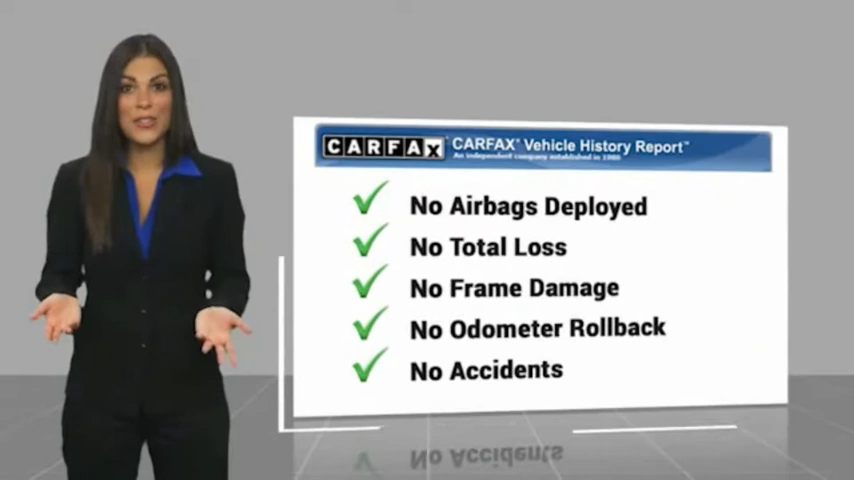 CARFAX CARFAX® Vehicle History Report™
An independent company established in 1986
No Airbags Deployed
No Total Loss
No Frame Damage
No Odometer Rollback
No Accidents
No Accidents